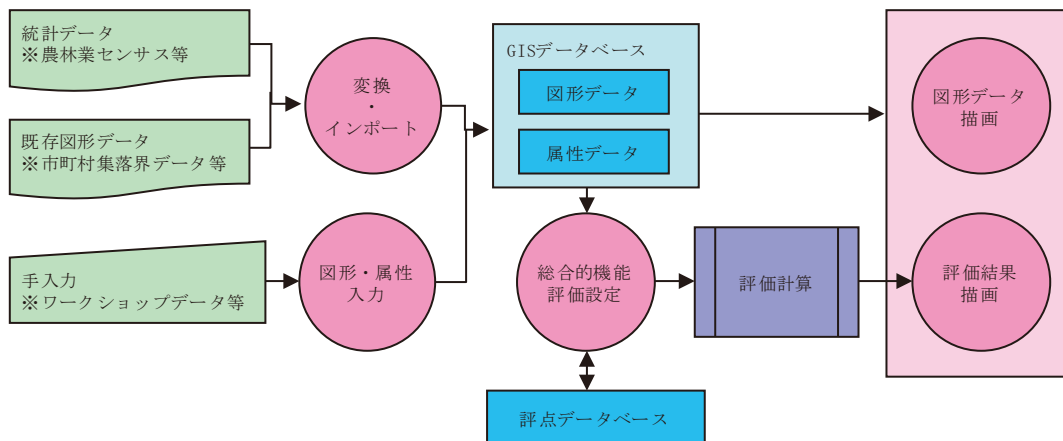 統計データ
※農林業センサス等
既存図形データ
※市町村集落界データ等
手入力
※ワークショップデータ等
変換
・
インポート
図形・属性
入力
GISデータベース
図形データ
属性データ
総合的機能
評価設定
評点データベース
評価計算
図形データ
描画
評価結果
描画